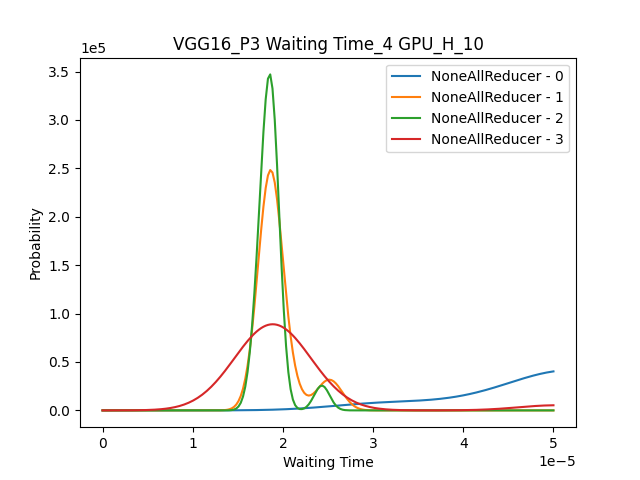 VGG16_P3 Waiting Time_4 GPU_H_10
1e5
NoneAllReducer - 0
NoneAllReducer - 1
NoneAllReducer - 2
NoneAllReducer - 3
3.5
3.0
2.5
2.0
1.5
1.0
0.5
0.0
Probability
0 1 2 3 4 5
Waiting Time
1e−5